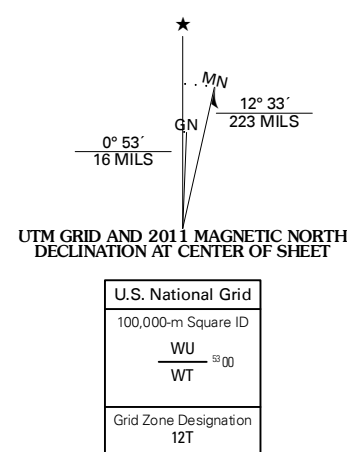 ★
MN
GN
12° 33´
223 MILS
0° 53´
16 MILS
UTM GRID AND 2011 MAGNETIC NORTH
DECLINATION AT CENTER OF SHEET
U.S. National Grid
100,000-m Square ID
WU
53 00
WT
Grid Zone Designation
12T